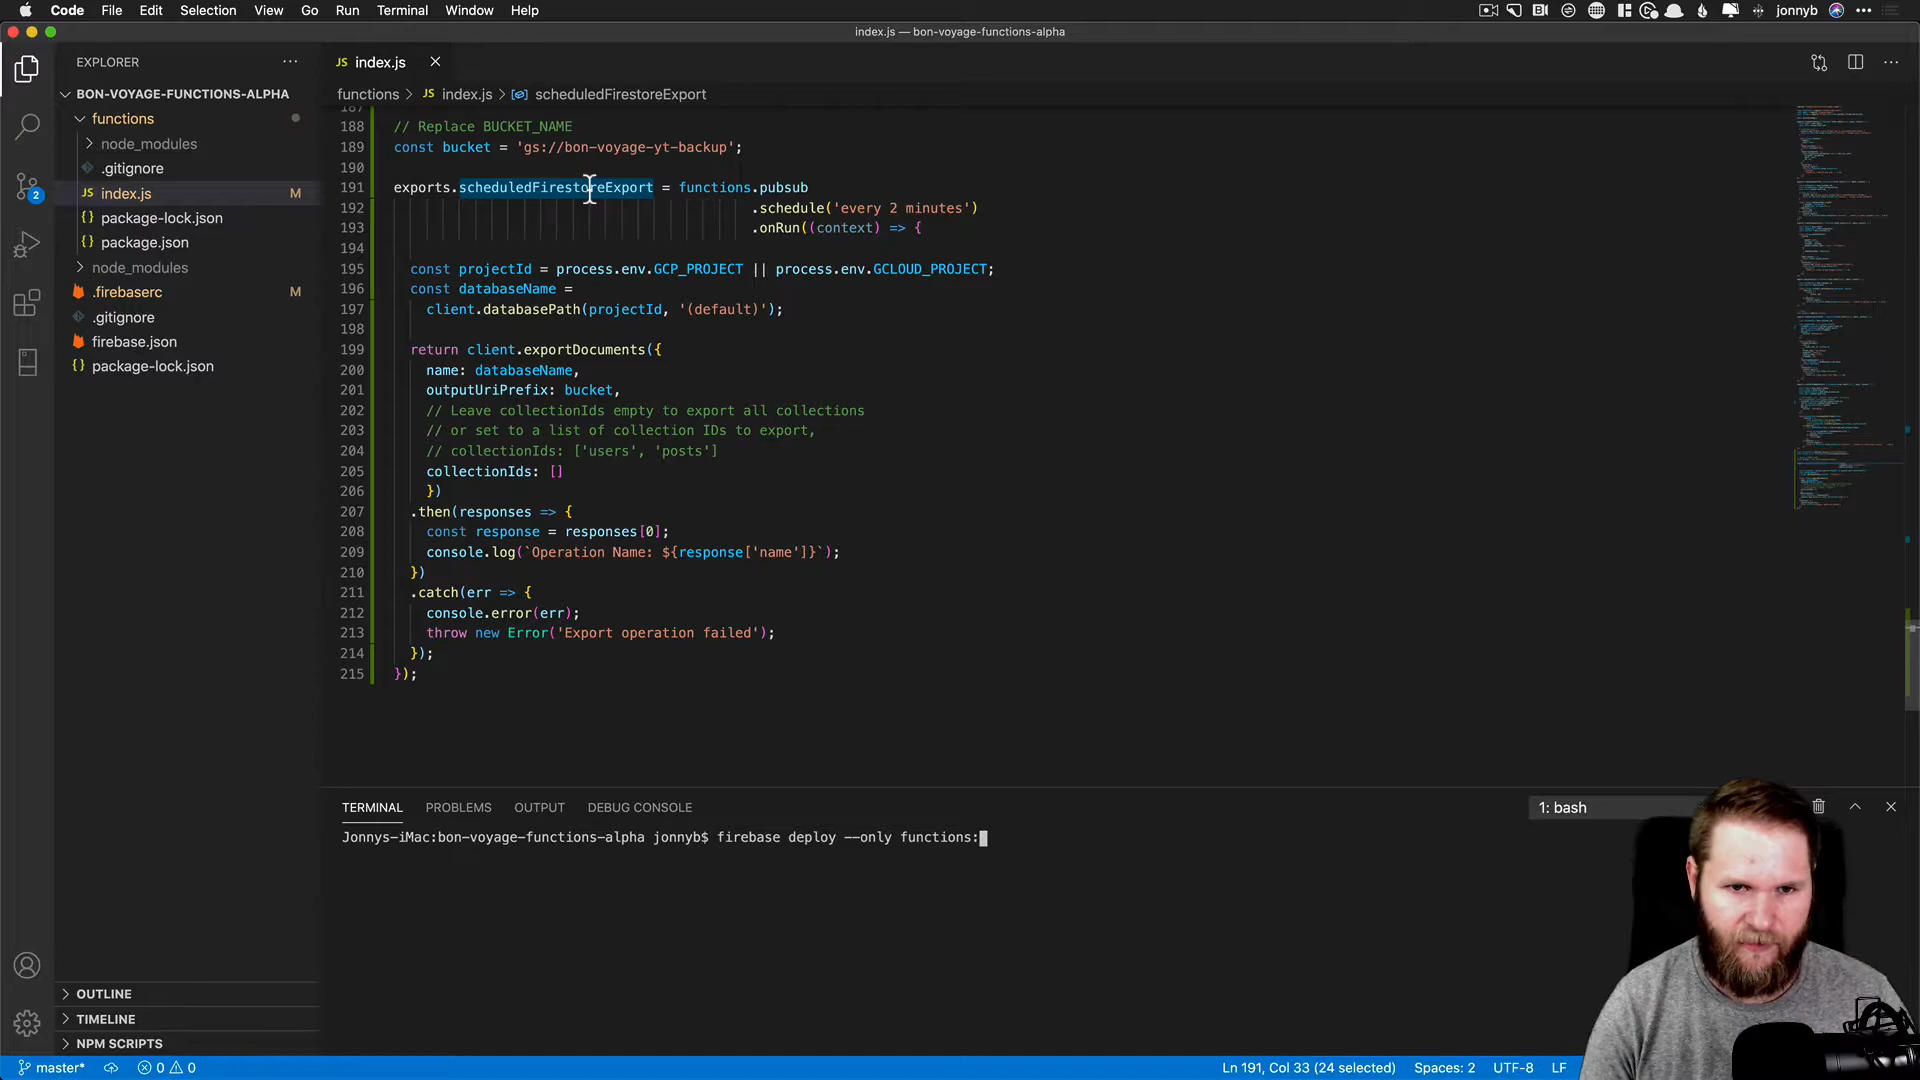 Code File Edit Selection View Go Run Terminal Window Help jonnyb
index.js — bon-voyage-functions-alpha
EXPLORER
JS index.js
BON-VOYAGE-FUNCTIONS-ALPHA
functions > JS index.js > scheduledFirestoreExport
functions
node_modules
.gitignore
JS index.js M
{} package-lock.json
{} package.json
node_modules
.firebaserc M
.gitignore
firebase.json
{} package-lock.json
2
187
188 // Replace BUCKET_NAME
189 const bucket = 'gs://bon-voyage-yt-backup';
190
191 exports.scheduledFirestoreExport = functions.pubsub
192 .schedule('every 2 minutes')
193 .onRun((context) => {
194
195 const projectId = process.env.GCP_PROJECT || process.env.GCLOUD_PROJECT;
196 const databaseName =
197 client.databasePath(projectId, '(default)');
198
199 return client.exportDocuments({
200 name: databaseName,
201 outputUriPrefix: bucket,
202 // Leave collectionIds empty to export all collections
203 // or set to a list of collection IDs to export,
204 // collectionIds: ['users', 'posts']
205 collectionIds: []
206 })
207 .then(responses => {
208 const response = responses[0];
209 console.log(`Operation Name: ${response['name']}`);
210 })
211 .catch(err => {
212 console.error(err);
213 throw new Error('Export operation failed');
214 });
215 });
TERMINAL PROBLEMS OUTPUT DEBUG CONSOLE 1: bash
Jonnys-iMac:bon-voyage-functions-alpha jonnyb$ firebase deploy --only functions:
OUTLINE
TIMELINE
NPM SCRIPTS
master* 0 0 Ln 191, Col 33 (24 selected) Spaces: 2 UTF-8 LF